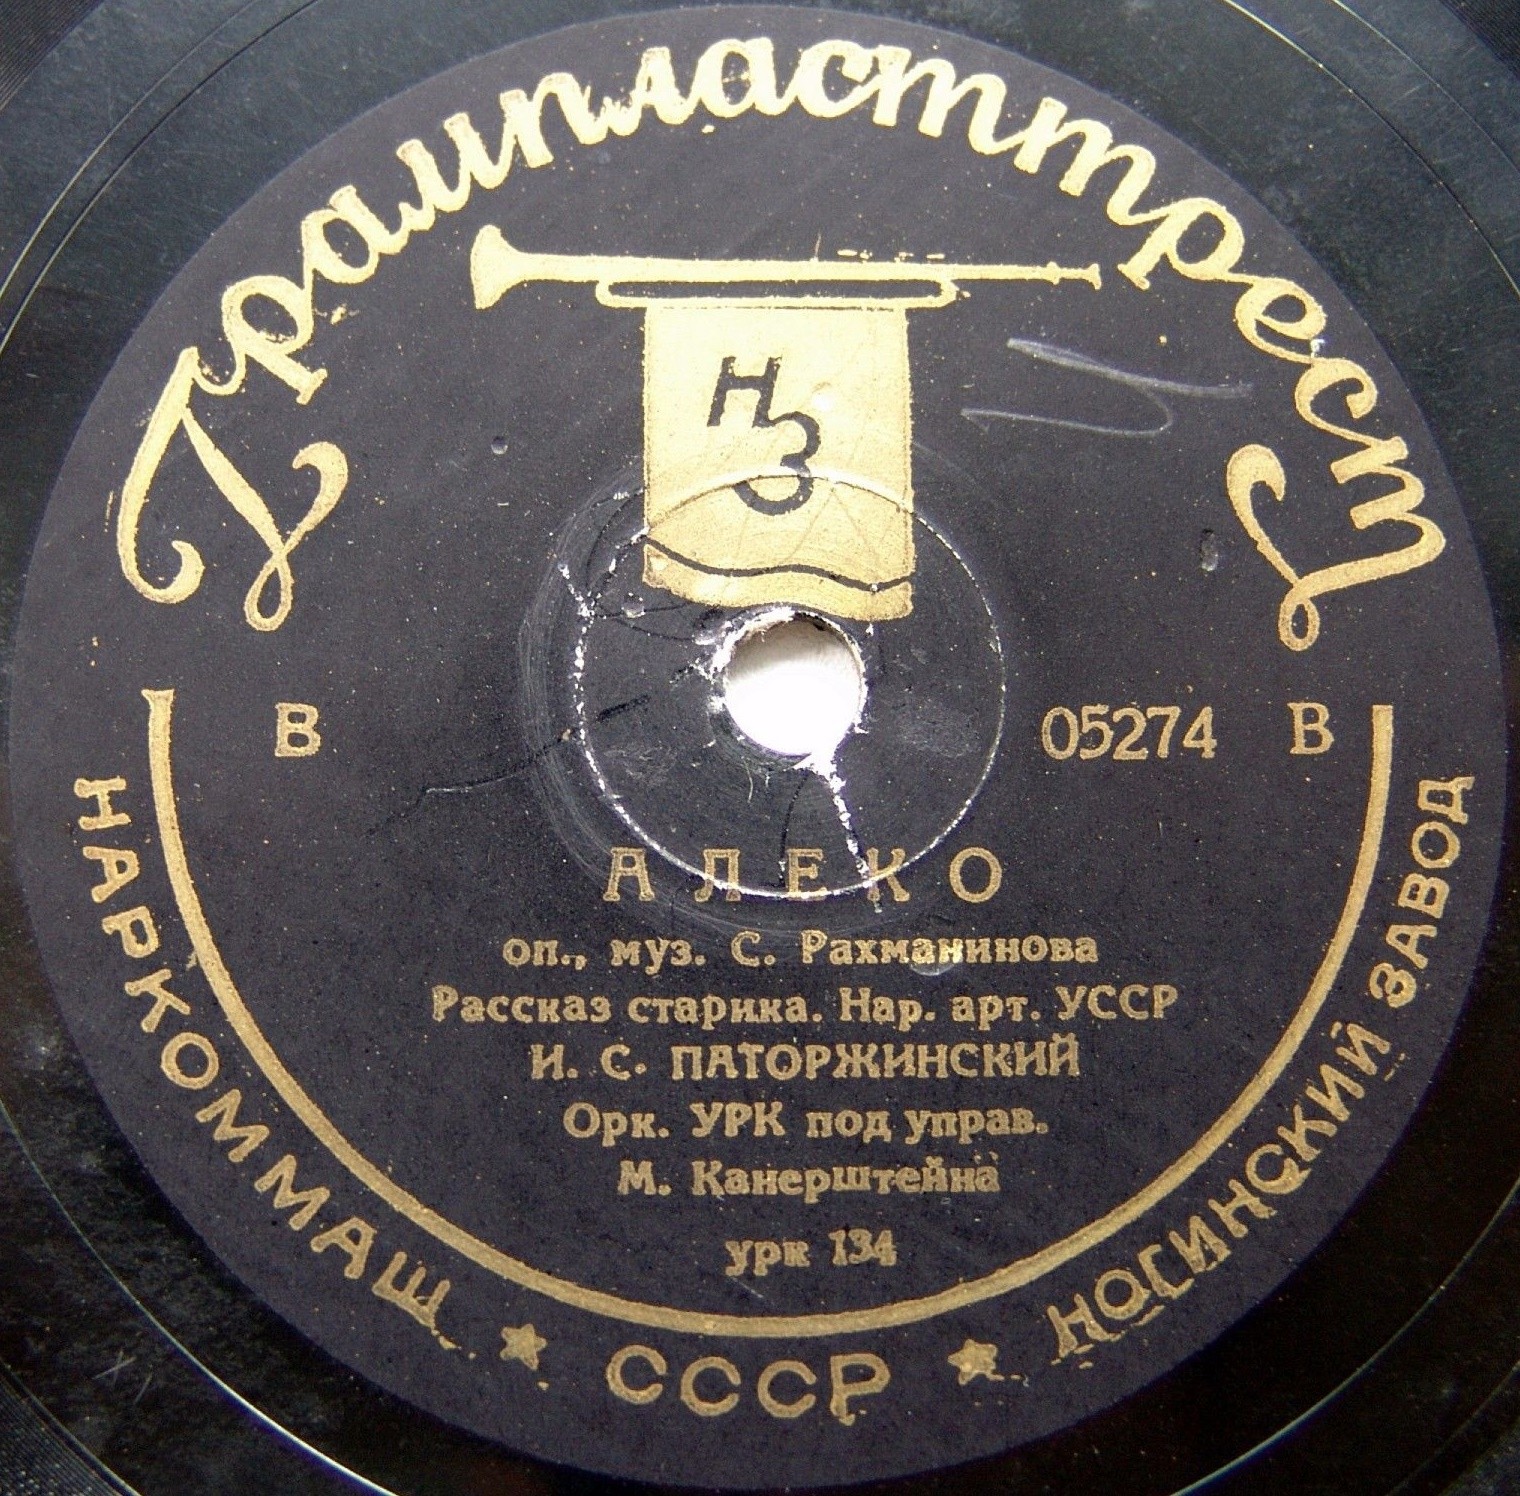 Грампласттрест
НЗ
В 05274 В
АЛЕКО
оп., муз. С. Рахманинова
Рассказ старика. Нар. арт. УССР
И. С. ПАТОРЖИНСКИЙ
Орк. УРК под управ.
М. Канерштейна
урк 134
НАРКОММАШ ★ СССР ★ НОГИНСКИЙ ЗАВОД